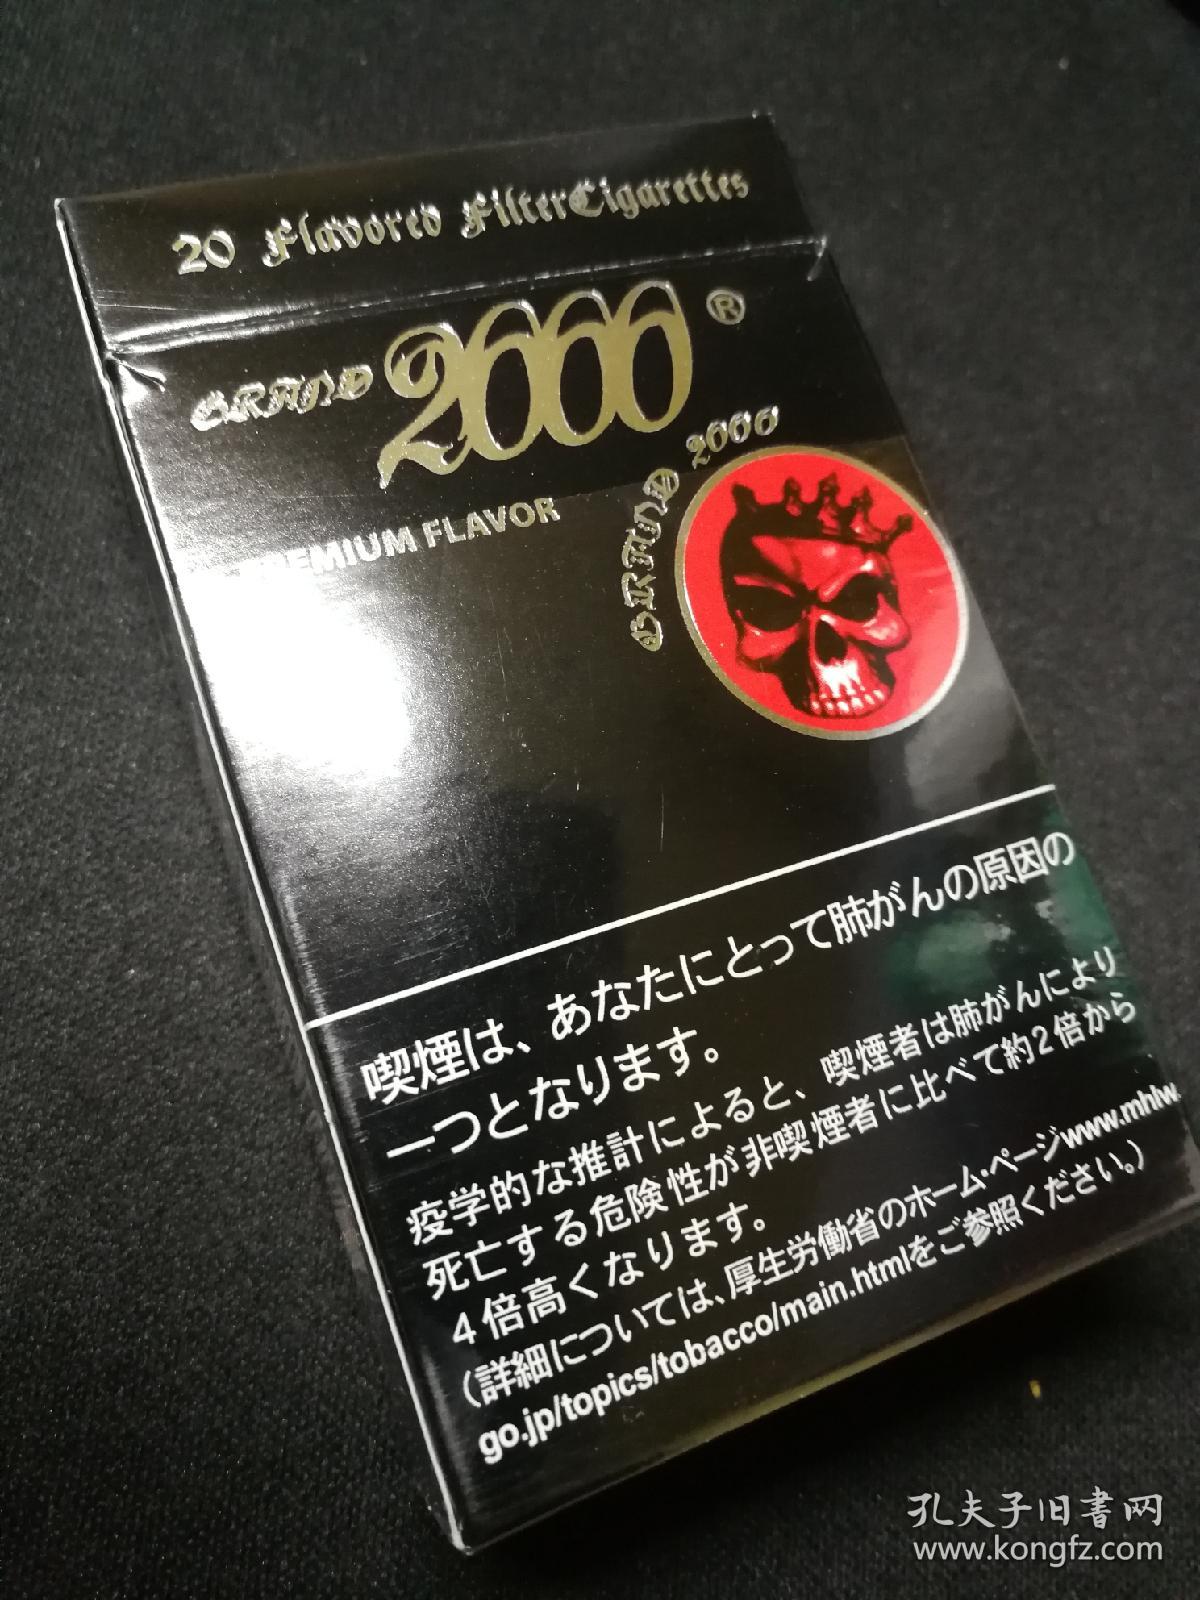 20 Flavored FilterCigarettes
GRAND 2000 ®
PREMIUM FLAVOR
GRAND 2000
喫煙は、あなたにとって肺がんの原因の
一つとなります。
疫学的な推計によると、喫煙者は肺がんにより
死亡する危険性が非喫煙者に比べて約2倍から
4倍高くなります。
(詳細については、厚生労働省のホーム・ページwww.mhlw.
go.jp/topics/tobacco/main.htmlをご参照ください。)
孔夫子旧書网
www.kongfz.com